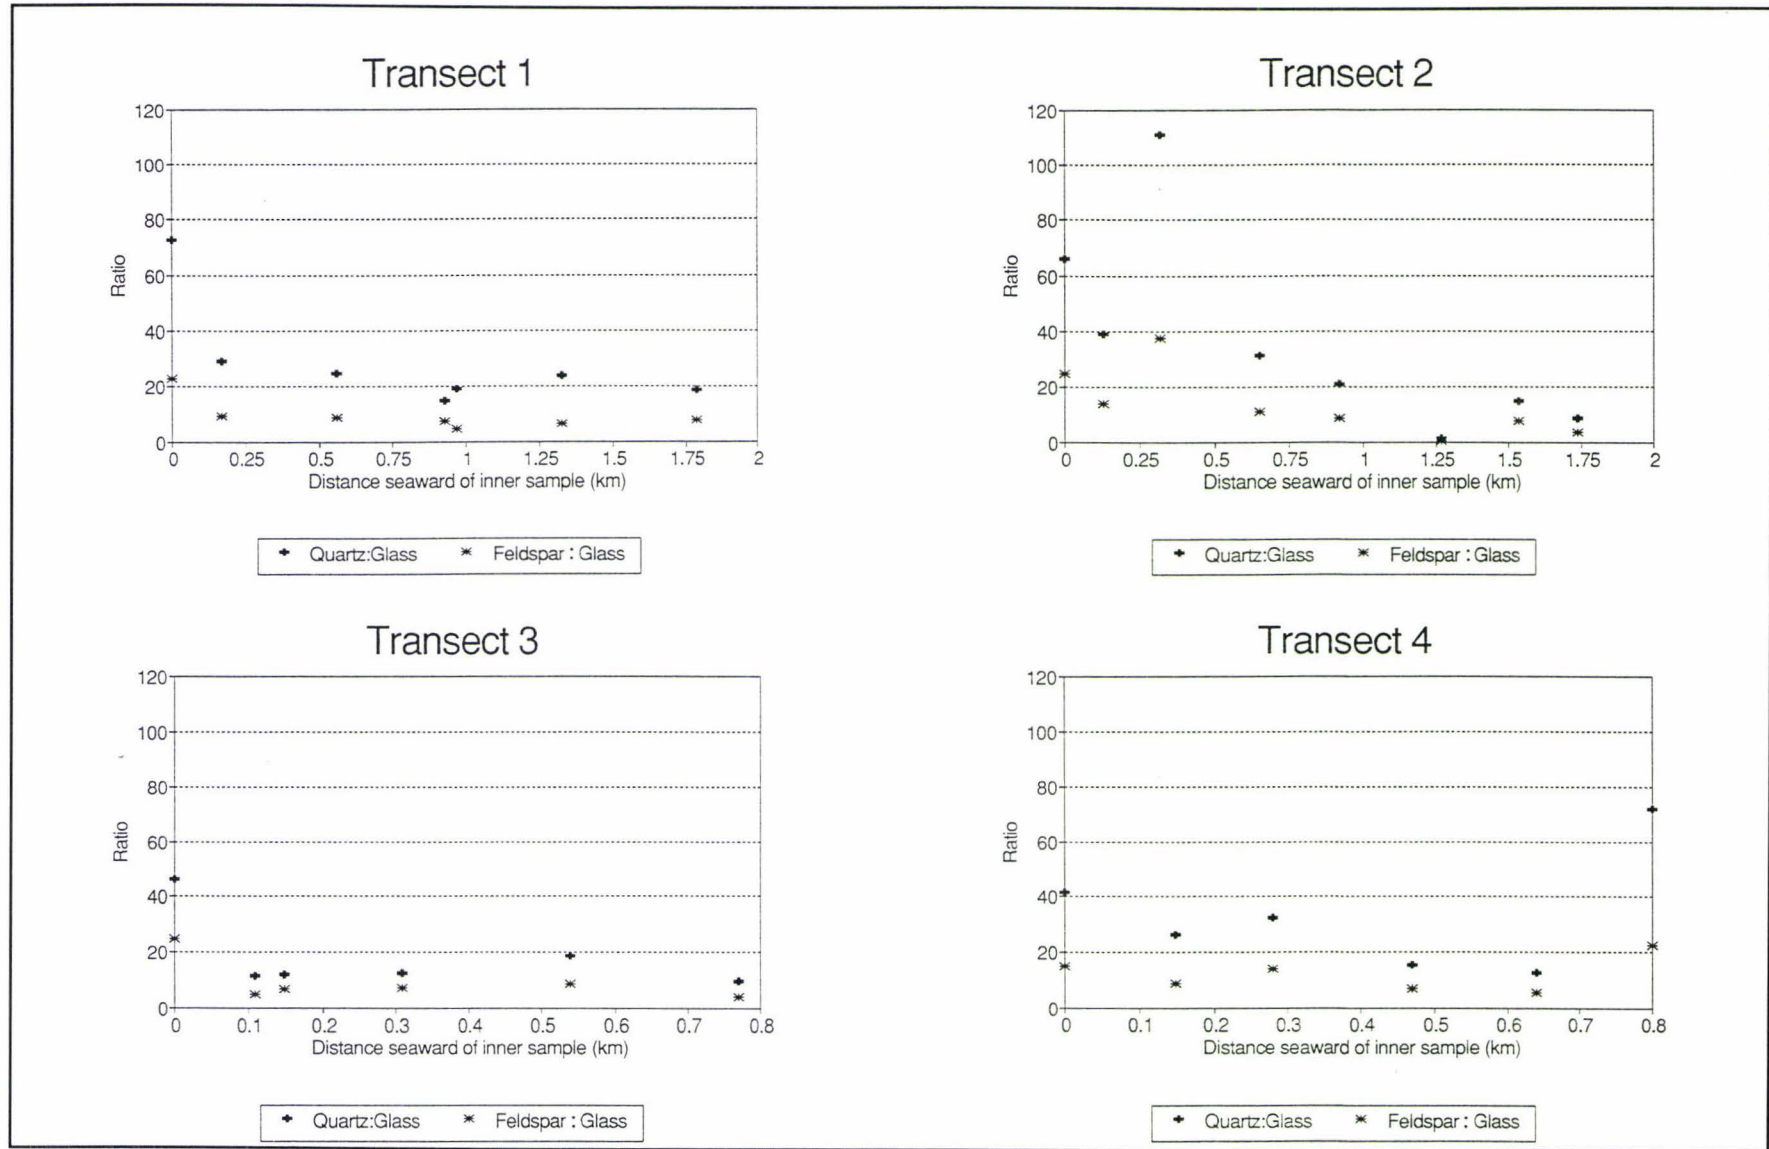 Transect 1
120
100
80
60
40
20
0
Ratio
0 0.25 0.5 0.75 1 1.25 1.5 1.75 2
Distance seaward of inner sample (km)
Quartz:Glass Feldspar : Glass
Transect 2
120
100
80
60
40
20
0
Ratio
0 0.25 0.5 0.75 1 1.25 1.5 1.75 2
Distance seaward of inner sample (km)
Quartz:Glass Feldspar : Glass
Transect 3
120
100
80
60
40
20
0
Ratio
0 0.1 0.2 0.3 0.4 0.5 0.6 0.7 0.8
Distance seaward of inner sample (km)
Quartz:Glass Feldspar : Glass
Transect 4
120
100
80
60
40
20
0
Ratio
0 0.1 0.2 0.3 0.4 0.5 0.6 0.7 0.8
Distance seaward of inner sample (km)
Quartz:Glass Feldspar : Glass